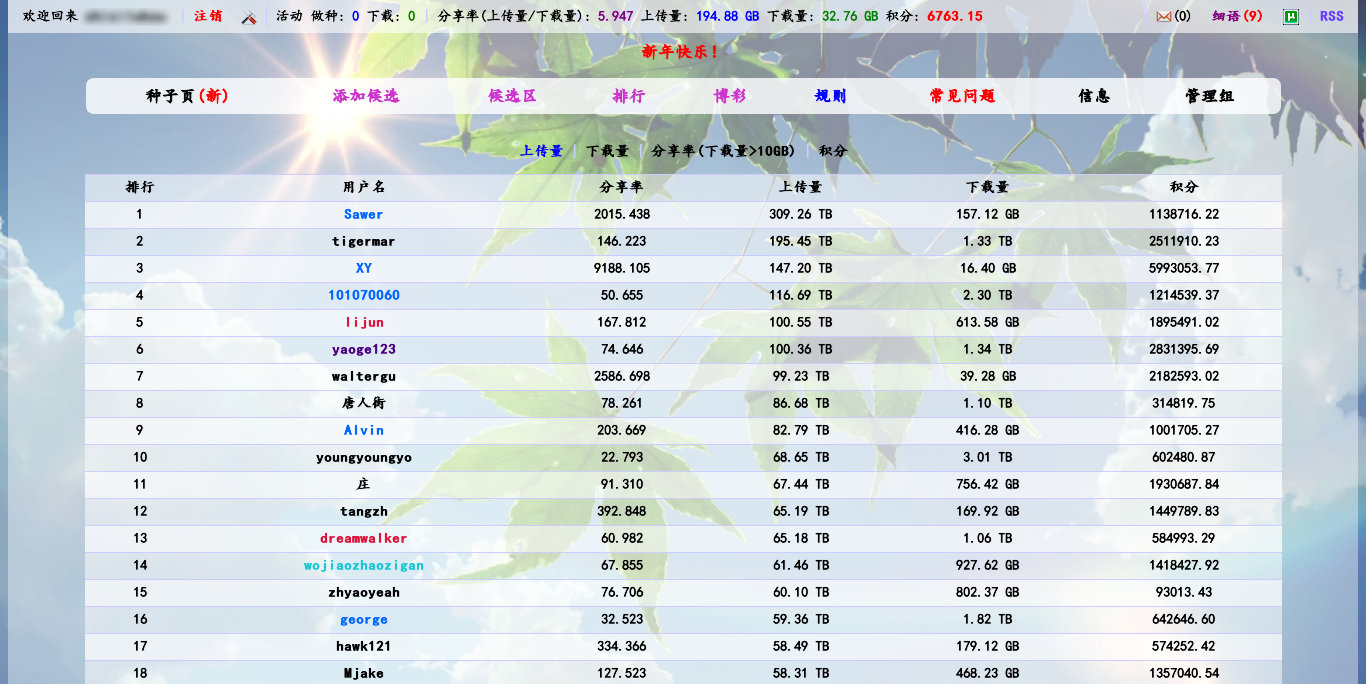 欢迎回来 注销 活动 做种: 0 下载: 0 分享率(上传量/下载量): 5.947 上传量: 194.88 GB 下载量: 32.76 GB 积分: 6763.15 (0) 细语(9) RSS
新年快乐!
种子页(新) 添加候选 候选区 排行 博彩 规则 常见问题 信息 管理组
上传量 下载量 分享率(下载量>10GB) 积分
排行 用户名 分享率 上传量 下载量 积分
1 Sawer 2015.438 309.26 TB 157.12 GB 1138716.22
2 tigermar 146.223 195.45 TB 1.33 TB 2511910.23
3 XY 9188.105 147.20 TB 16.40 GB 5993053.77
4 101070060 50.655 116.69 TB 2.30 TB 1214539.37
5 lijun 167.812 100.55 TB 613.58 GB 1895491.02
6 yaoge123 74.646 100.36 TB 1.34 TB 2831395.69
7 waltergu 2586.698 99.23 TB 39.28 GB 2182593.02
8 唐人街 78.261 86.68 TB 1.10 TB 314819.75
9 Alvin 203.669 82.79 TB 416.28 GB 1001705.27
10 youngyoungyo 22.793 68.65 TB 3.01 TB 602480.87
11 庄 91.310 67.44 TB 756.42 GB 1930687.84
12 tangzh 392.848 65.19 TB 169.92 GB 1449789.83
13 dreamwalker 60.982 65.18 TB 1.06 TB 584993.29
14 wojiaozhaozigan 67.855 61.46 TB 927.62 GB 1418427.92
15 zhyaoyeah 76.706 60.10 TB 802.37 GB 93013.43
16 george 32.523 59.36 TB 1.82 TB 642646.60
17 hawk121 334.366 58.49 TB 179.12 GB 574252.42
18 Mjake 127.523 58.31 TB 468.23 GB 1357040.54